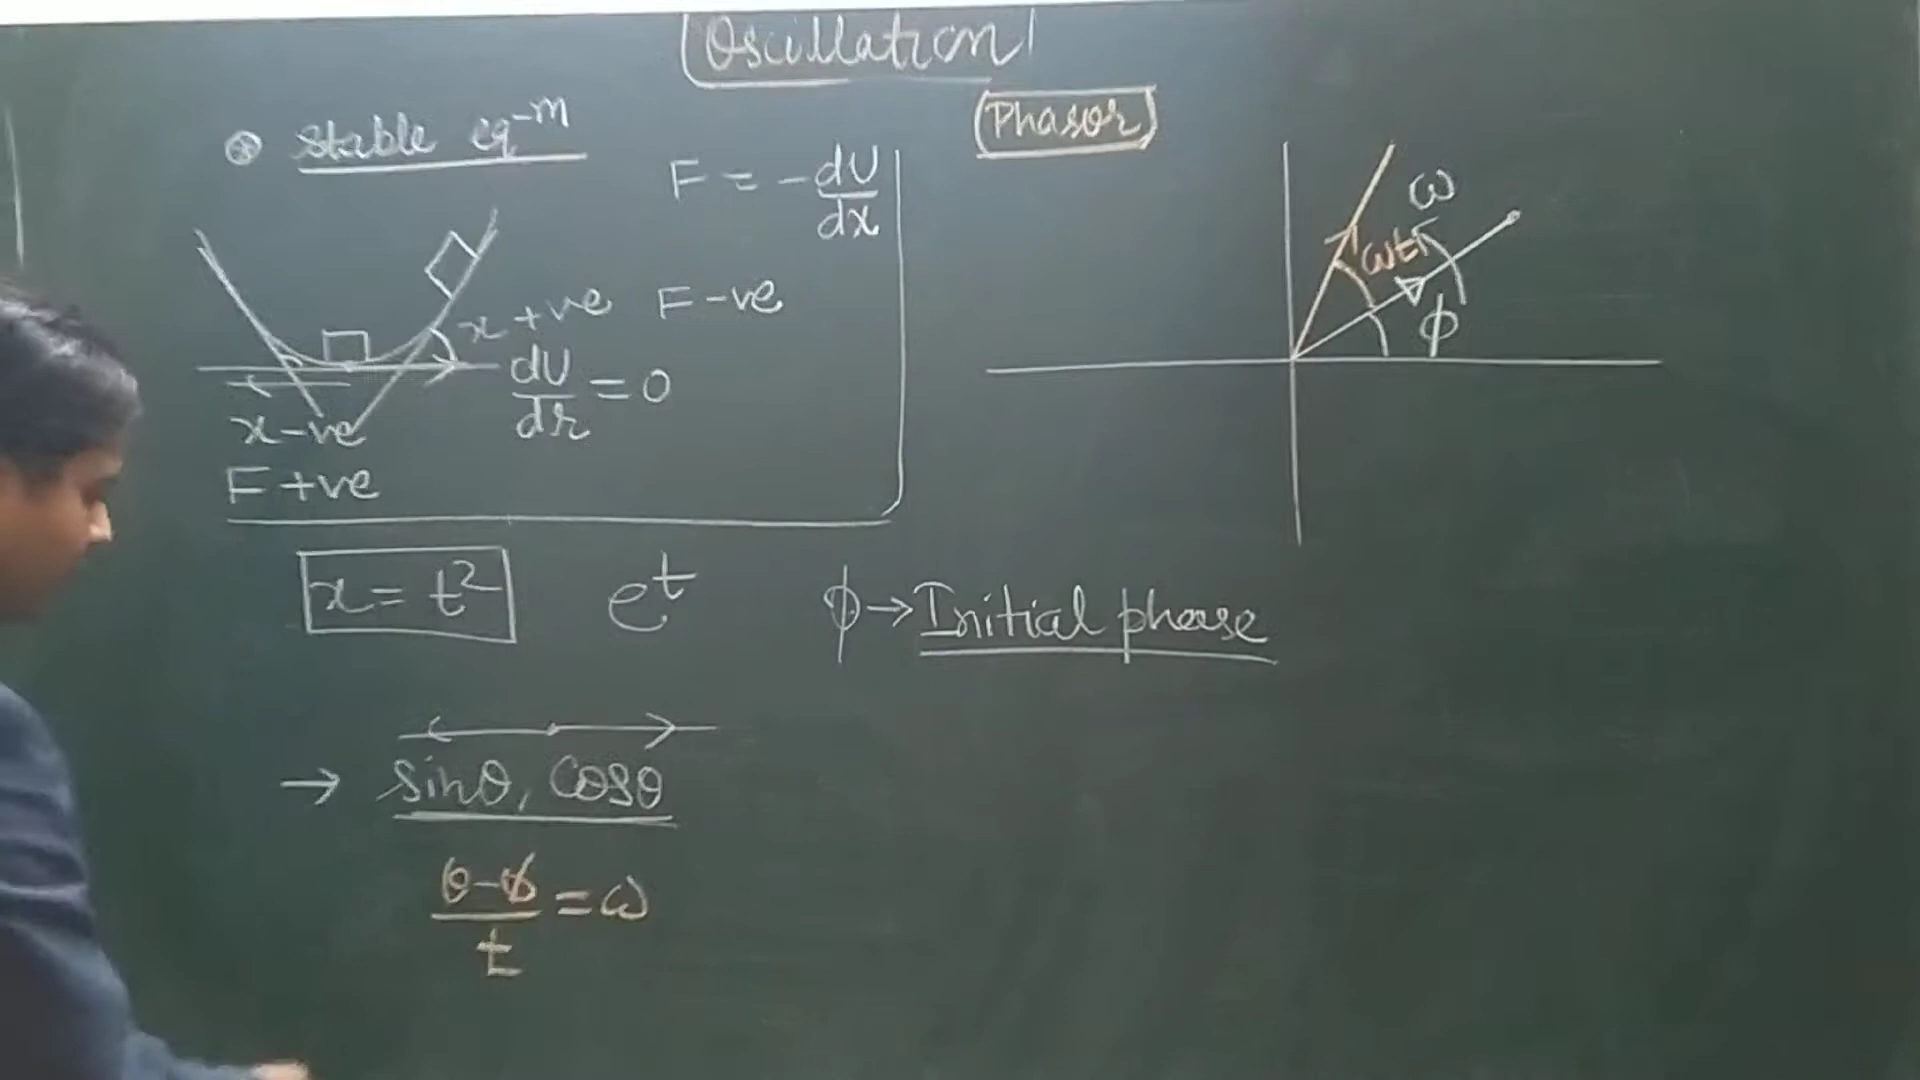 Oscillation
⊛ Stable eq-m
F = -dU/dx
x +ve F -ve
dU/dr = 0
x -ve
F +ve
Phasor
ω
ωt
ϕ
x = t²
e^t
ϕ → Initial phase
→ sinθ, cosθ
(θ-ϕ)/t = ω